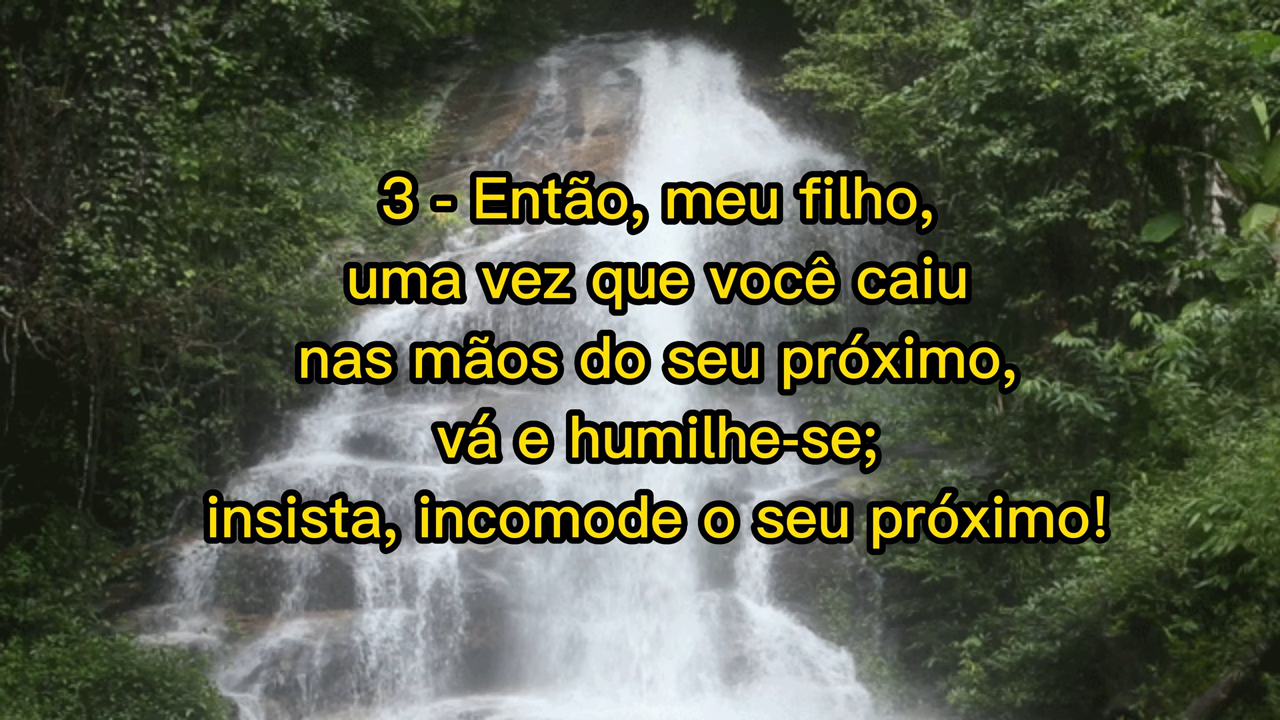 3 - Então, meu filho,
uma vez que você caiu
nas mãos do seu próximo,
vá e humilhe-se;
insista, incomode o seu próximo!